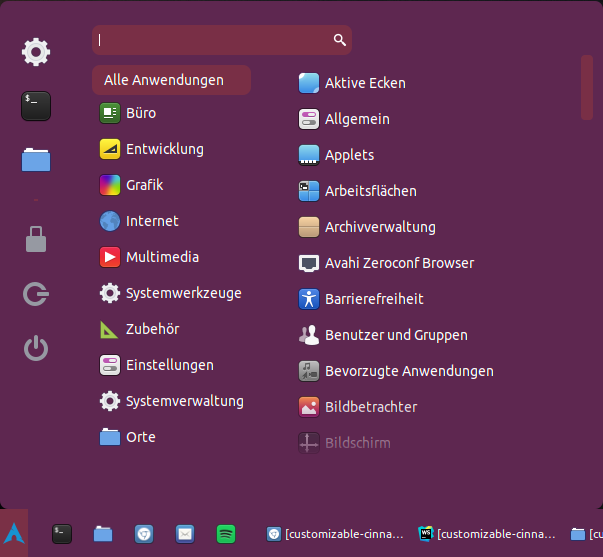 Alle Anwendungen
Büro
Entwicklung
Grafik
Internet
Multimedia
Systemwerkzeuge
Zubehör
Einstellungen
Systemverwaltung
Orte
Aktive Ecken
Allgemein
Applets
Arbeitsflächen
Archivverwaltung
Avahi Zeroconf Browser
Barrierefreiheit
Benutzer und Gruppen
Bevorzugte Anwendungen
Bildbetrachter
Bildschirm
[customizable-cinna... [customizable-cinna... [cu